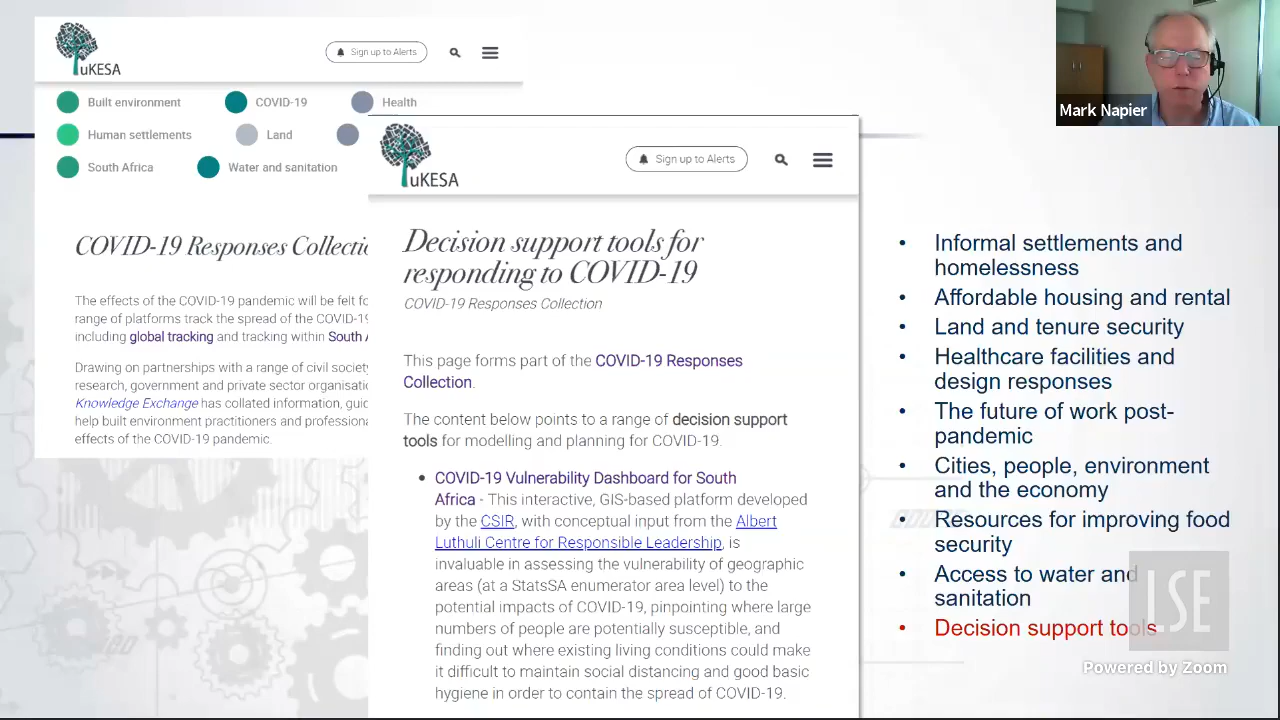 uKESA
Sign up to Alerts
Built environment
COVID-19
Health
Human settlements
Land
South Africa
Water and sanitation
COVID-19 Responses Collectio
The effects of the COVID-19 pandemic will be felt fo
range of platforms track the spread of the COVID-19
including global tracking and tracking within South A
Drawing on partnerships with a range of civil society
research, government and private sector organisati
Knowledge Exchange has collated information, guid
help built environment practitioners and professiona
effects of the COVID-19 pandemic.
uKESA
Sign up to Alerts
Decision support tools for
responding to COVID-19
COVID-19 Responses Collection
This page forms part of the COVID-19 Responses
Collection.
The content below points to a range of decision support
tools for modelling and planning for COVID-19.
• COVID-19 Vulnerability Dashboard for South
Africa - This interactive, GIS-based platform developed
by the CSIR, with conceptual input from the Albert
Luthuli Centre for Responsible Leadership, is
invaluable in assessing the vulnerability of geographic
areas (at a StatsSA enumerator area level) to the
potential impacts of COVID-19, pinpointing where large
numbers of people are potentially susceptible, and
finding out where existing living conditions could make
it difficult to maintain social distancing and good basic
hygiene in order to contain the spread of COVID-19.
Mark Napier
• Informal settlements and
homelessness
• Affordable housing and rental
• Land and tenure security
• Healthcare facilities and
design responses
• The future of work post-
pandemic
• Cities, people, environment
and the economy
• Resources for improving food
security
• Access to water and
sanitation
• Decision support tools
LSE
Powered by Zoom